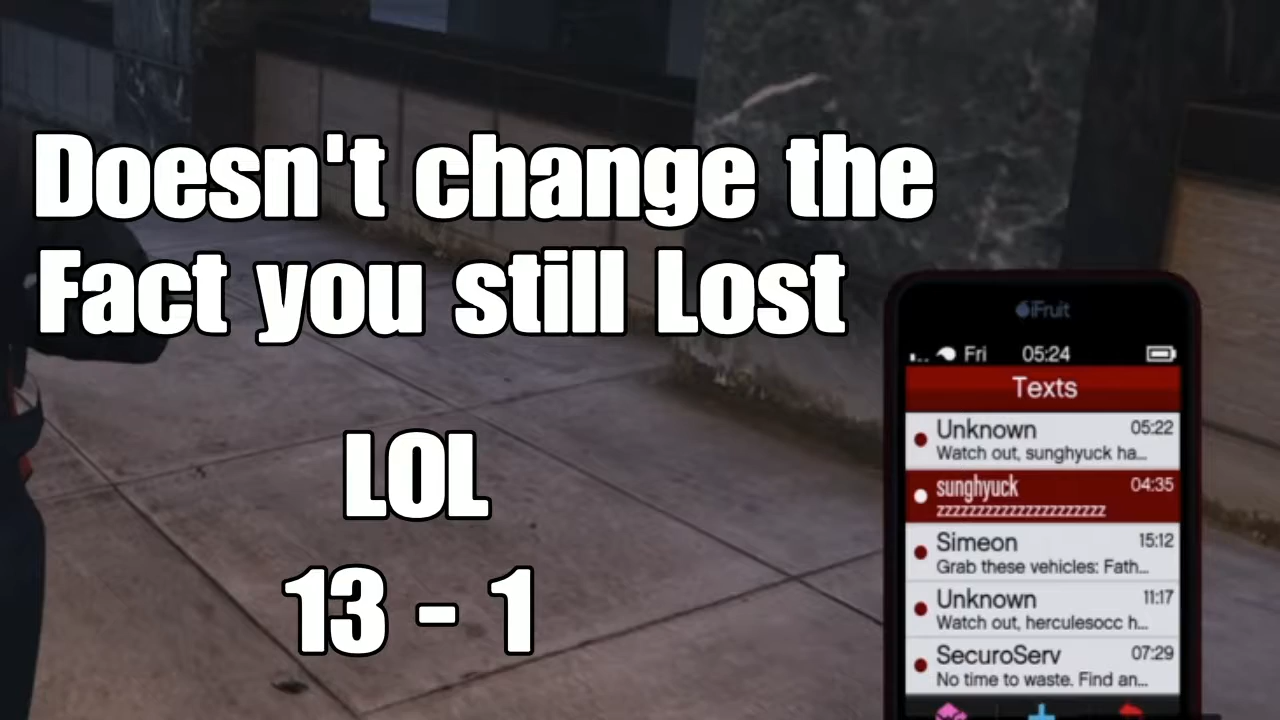 Doesn't change the
Fact you still Lost
LOL
13 - 1
iFruit
Fri 05:24
Texts
Unknown 05:22
Watch out, sunghyuck ha...
sunghyuck 04:35
zzzzzzzzzzzzzzzzzzzzzzz
Simeon 15:12
Grab these vehicles: Fath...
Unknown 11:17
Watch out, herculesocc h...
SecuroServ 07:29
No time to waste. Find an...